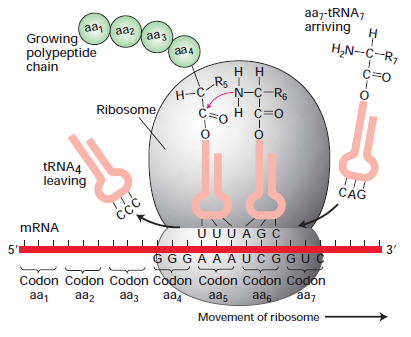 Growing
polypeptide
chain
aa1
aa2
aa3
aa4
aa7-tRNA7
arriving
H
H2N–C–R7
C=O
O
R5
H–C
C=O
O
H H
N–C–R6
H C=O
O
Ribosome
tRNA4
leaving
CCC
CAG
mRNA
UUUAGC
5' 3'
GGGAAAUCGGUC
Codon Codon Codon Codon Codon Codon Codon
aa1 aa2 aa3 aa4 aa5 aa6 aa7
Movement of ribosome